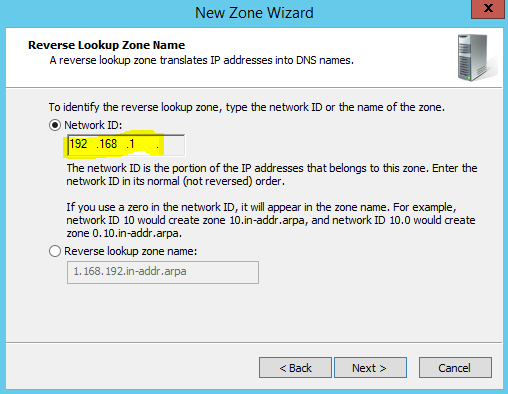 New Zone Wizard
X
Reverse Lookup Zone Name
A reverse lookup zone translates IP addresses into DNS names.
To identify the reverse lookup zone, type the network ID or the name of the zone.
Network ID:
192 .168 .1 .
The network ID is the portion of the IP addresses that belongs to this zone. Enter the
network ID in its normal (not reversed) order.
If you use a zero in the network ID, it will appear in the zone name. For example,
network ID 10 would create zone 10.in-addr.arpa, and network ID 10.0 would create
zone 0.10.in-addr.arpa.
Reverse lookup zone name:
1.168.192.in-addr.arpa
< Back Next > Cancel